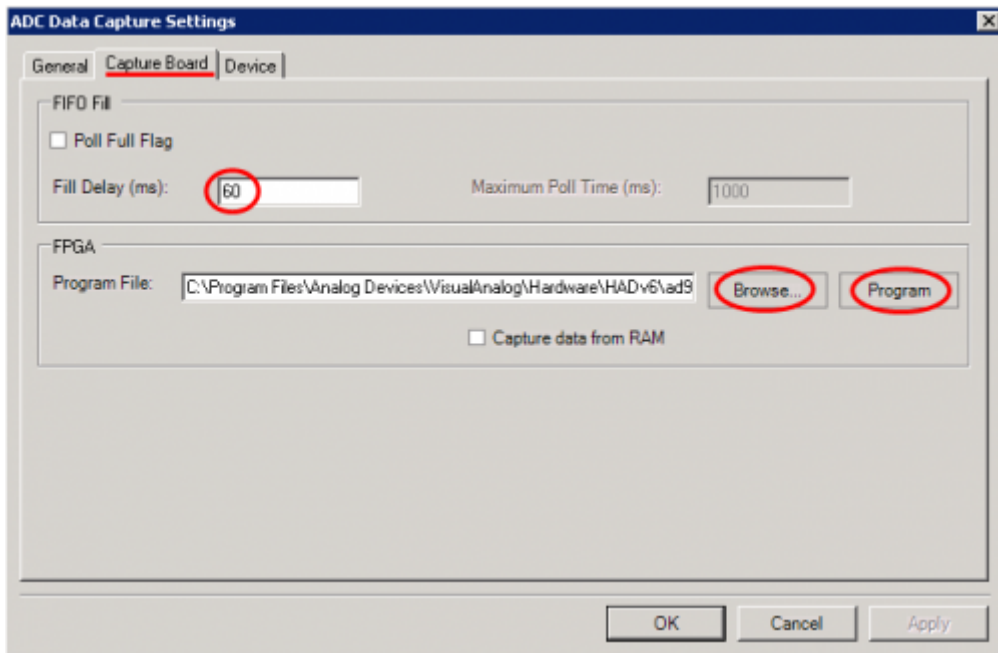 ADC Data Capture Settings
General Capture Board Device
FIFO Fill
Poll Full Flag
Fill Delay (ms): 60 Maximum Poll Time (ms): 1000
FPGA
Program File: C:\Program Files\Analog Devices\VisualAnalog\Hardware\HADv6\ad9 Browse... Program
Capture data from RAM
OK Cancel Apply